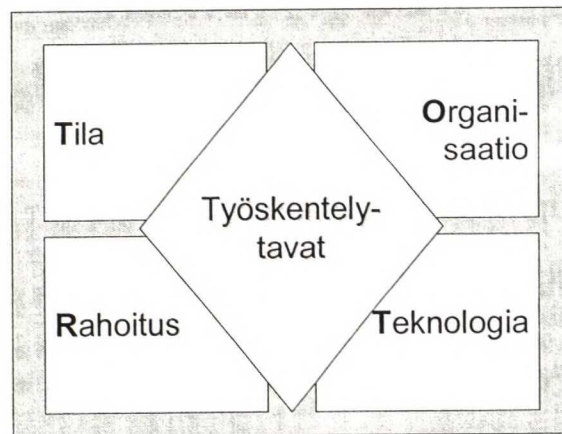 Tila
Organi-
saatio
Työskentely-
tavat
Rahoitus
Teknologia